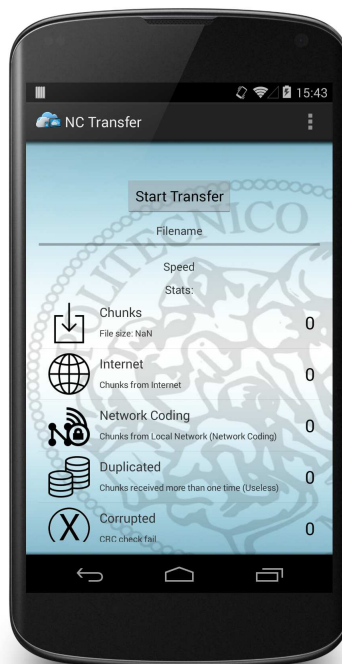 15:43
NC Transfer
Start Transfer
Filename
Speed
Stats:
Chunks
File size: NaN
0
Internet
Chunks from Internet
0
Network Coding
Chunks from Local Network (Network Coding)
0
Duplicated
Chunks received more than one time (Useless)
0
X
Corrupted
CRC check fail
0
POLITECNICO